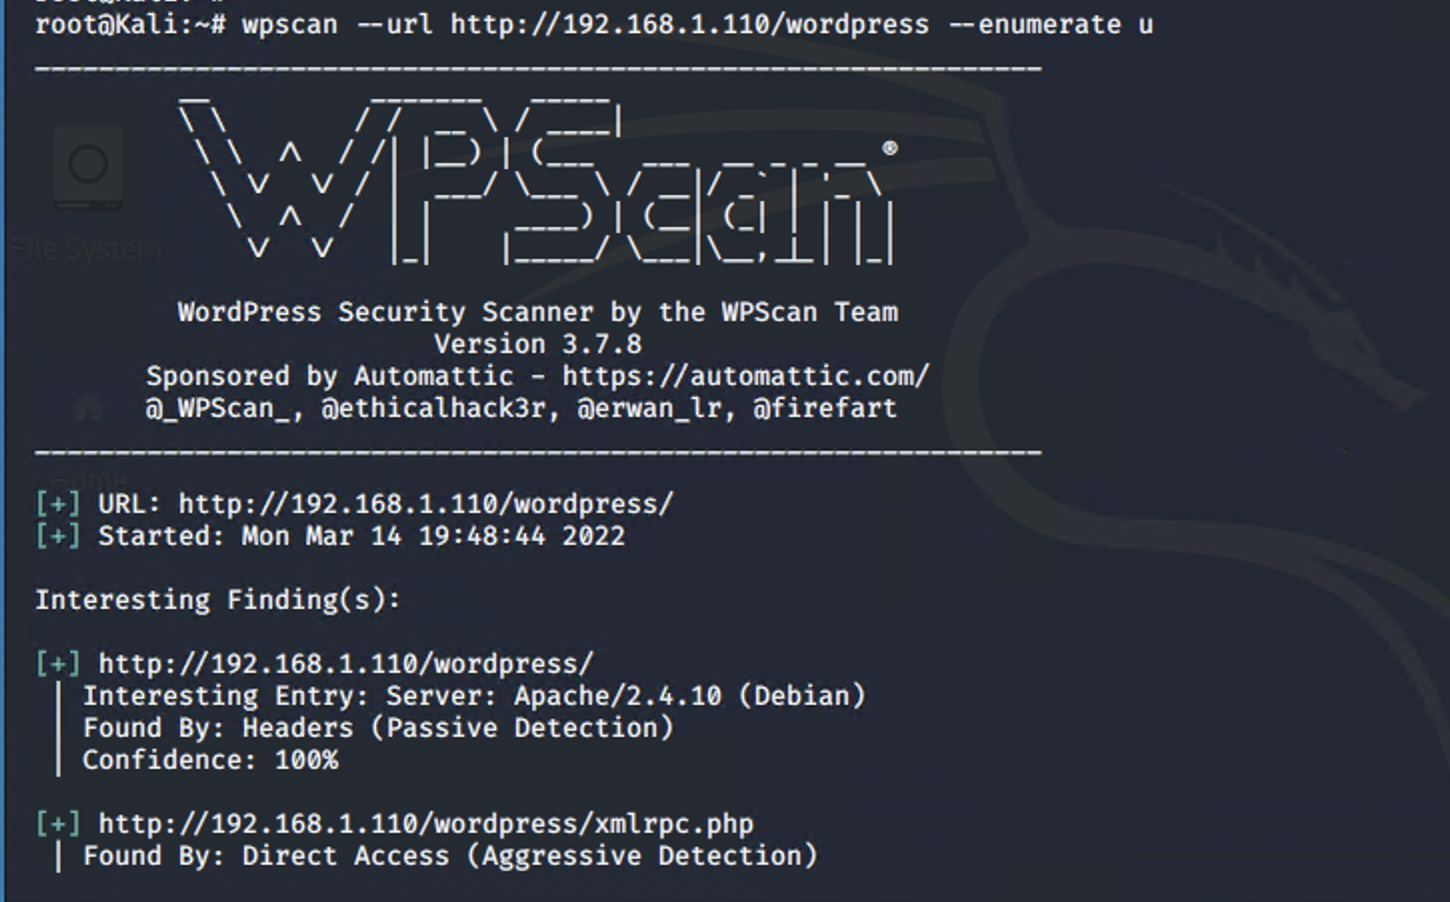 root@Kali:~# wpscan --url http://192.168.1.110/wordpress --enumerate u
WPScan ®
WordPress Security Scanner by the WPScan Team
Version 3.7.8
Sponsored by Automattic - https://automattic.com/
@_WPScan_, @ethicalhack3r, @erwan_lr, @firefart
[+] URL: http://192.168.1.110/wordpress/
[+] Started: Mon Mar 14 19:48:44 2022
Interesting Finding(s):
[+] http://192.168.1.110/wordpress/
| Interesting Entry: Server: Apache/2.4.10 (Debian)
| Found By: Headers (Passive Detection)
| Confidence: 100%
[+] http://192.168.1.110/wordpress/xmlrpc.php
| Found By: Direct Access (Aggressive Detection)
File System
Home